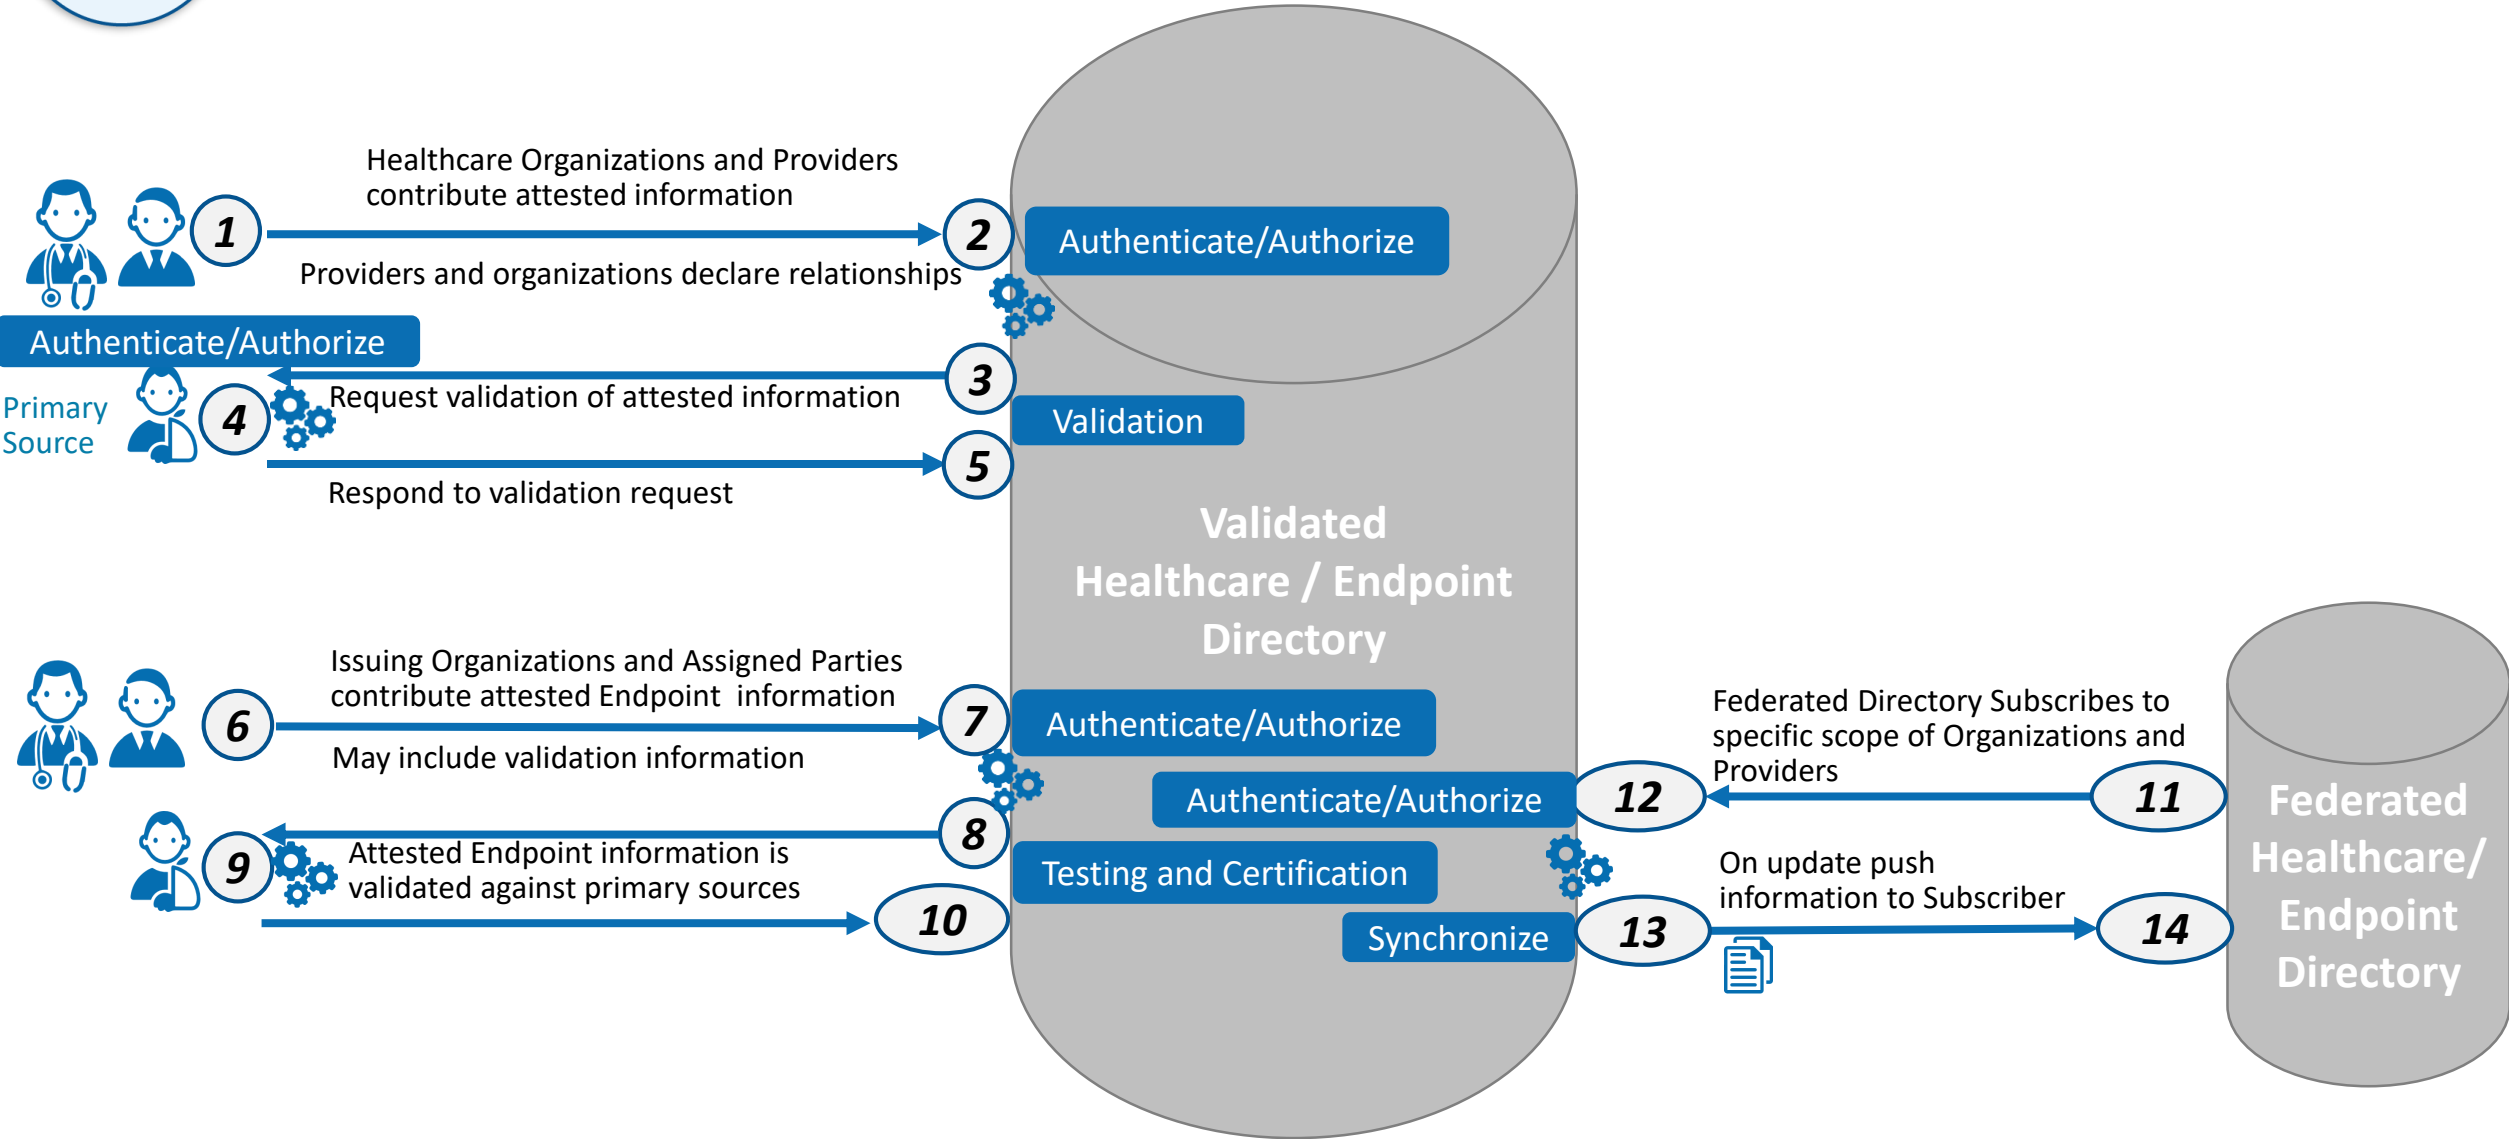 Healthcare Organizations and Providers
contribute attested information
1
2
Authenticate/Authorize
Providers and organizations declare relationships
Authenticate/Authorize
3
Request validation of attested information
Primary
Source
4
Validation
5
Respond to validation request
Validated
Healthcare / Endpoint
Directory
Issuing Organizations and Assigned Parties
contribute attested Endpoint information
6
7
Authenticate/Authorize
May include validation information
8
9
Attested Endpoint information is
validated against primary sources
10
Testing and Certification
Federated Directory Subscribes to
specific scope of Organizations and
Providers
Authenticate/Authorize
12
11
On update push
information to Subscriber
Synchronize
13
14
Federated
Healthcare/
Endpoint
Directory